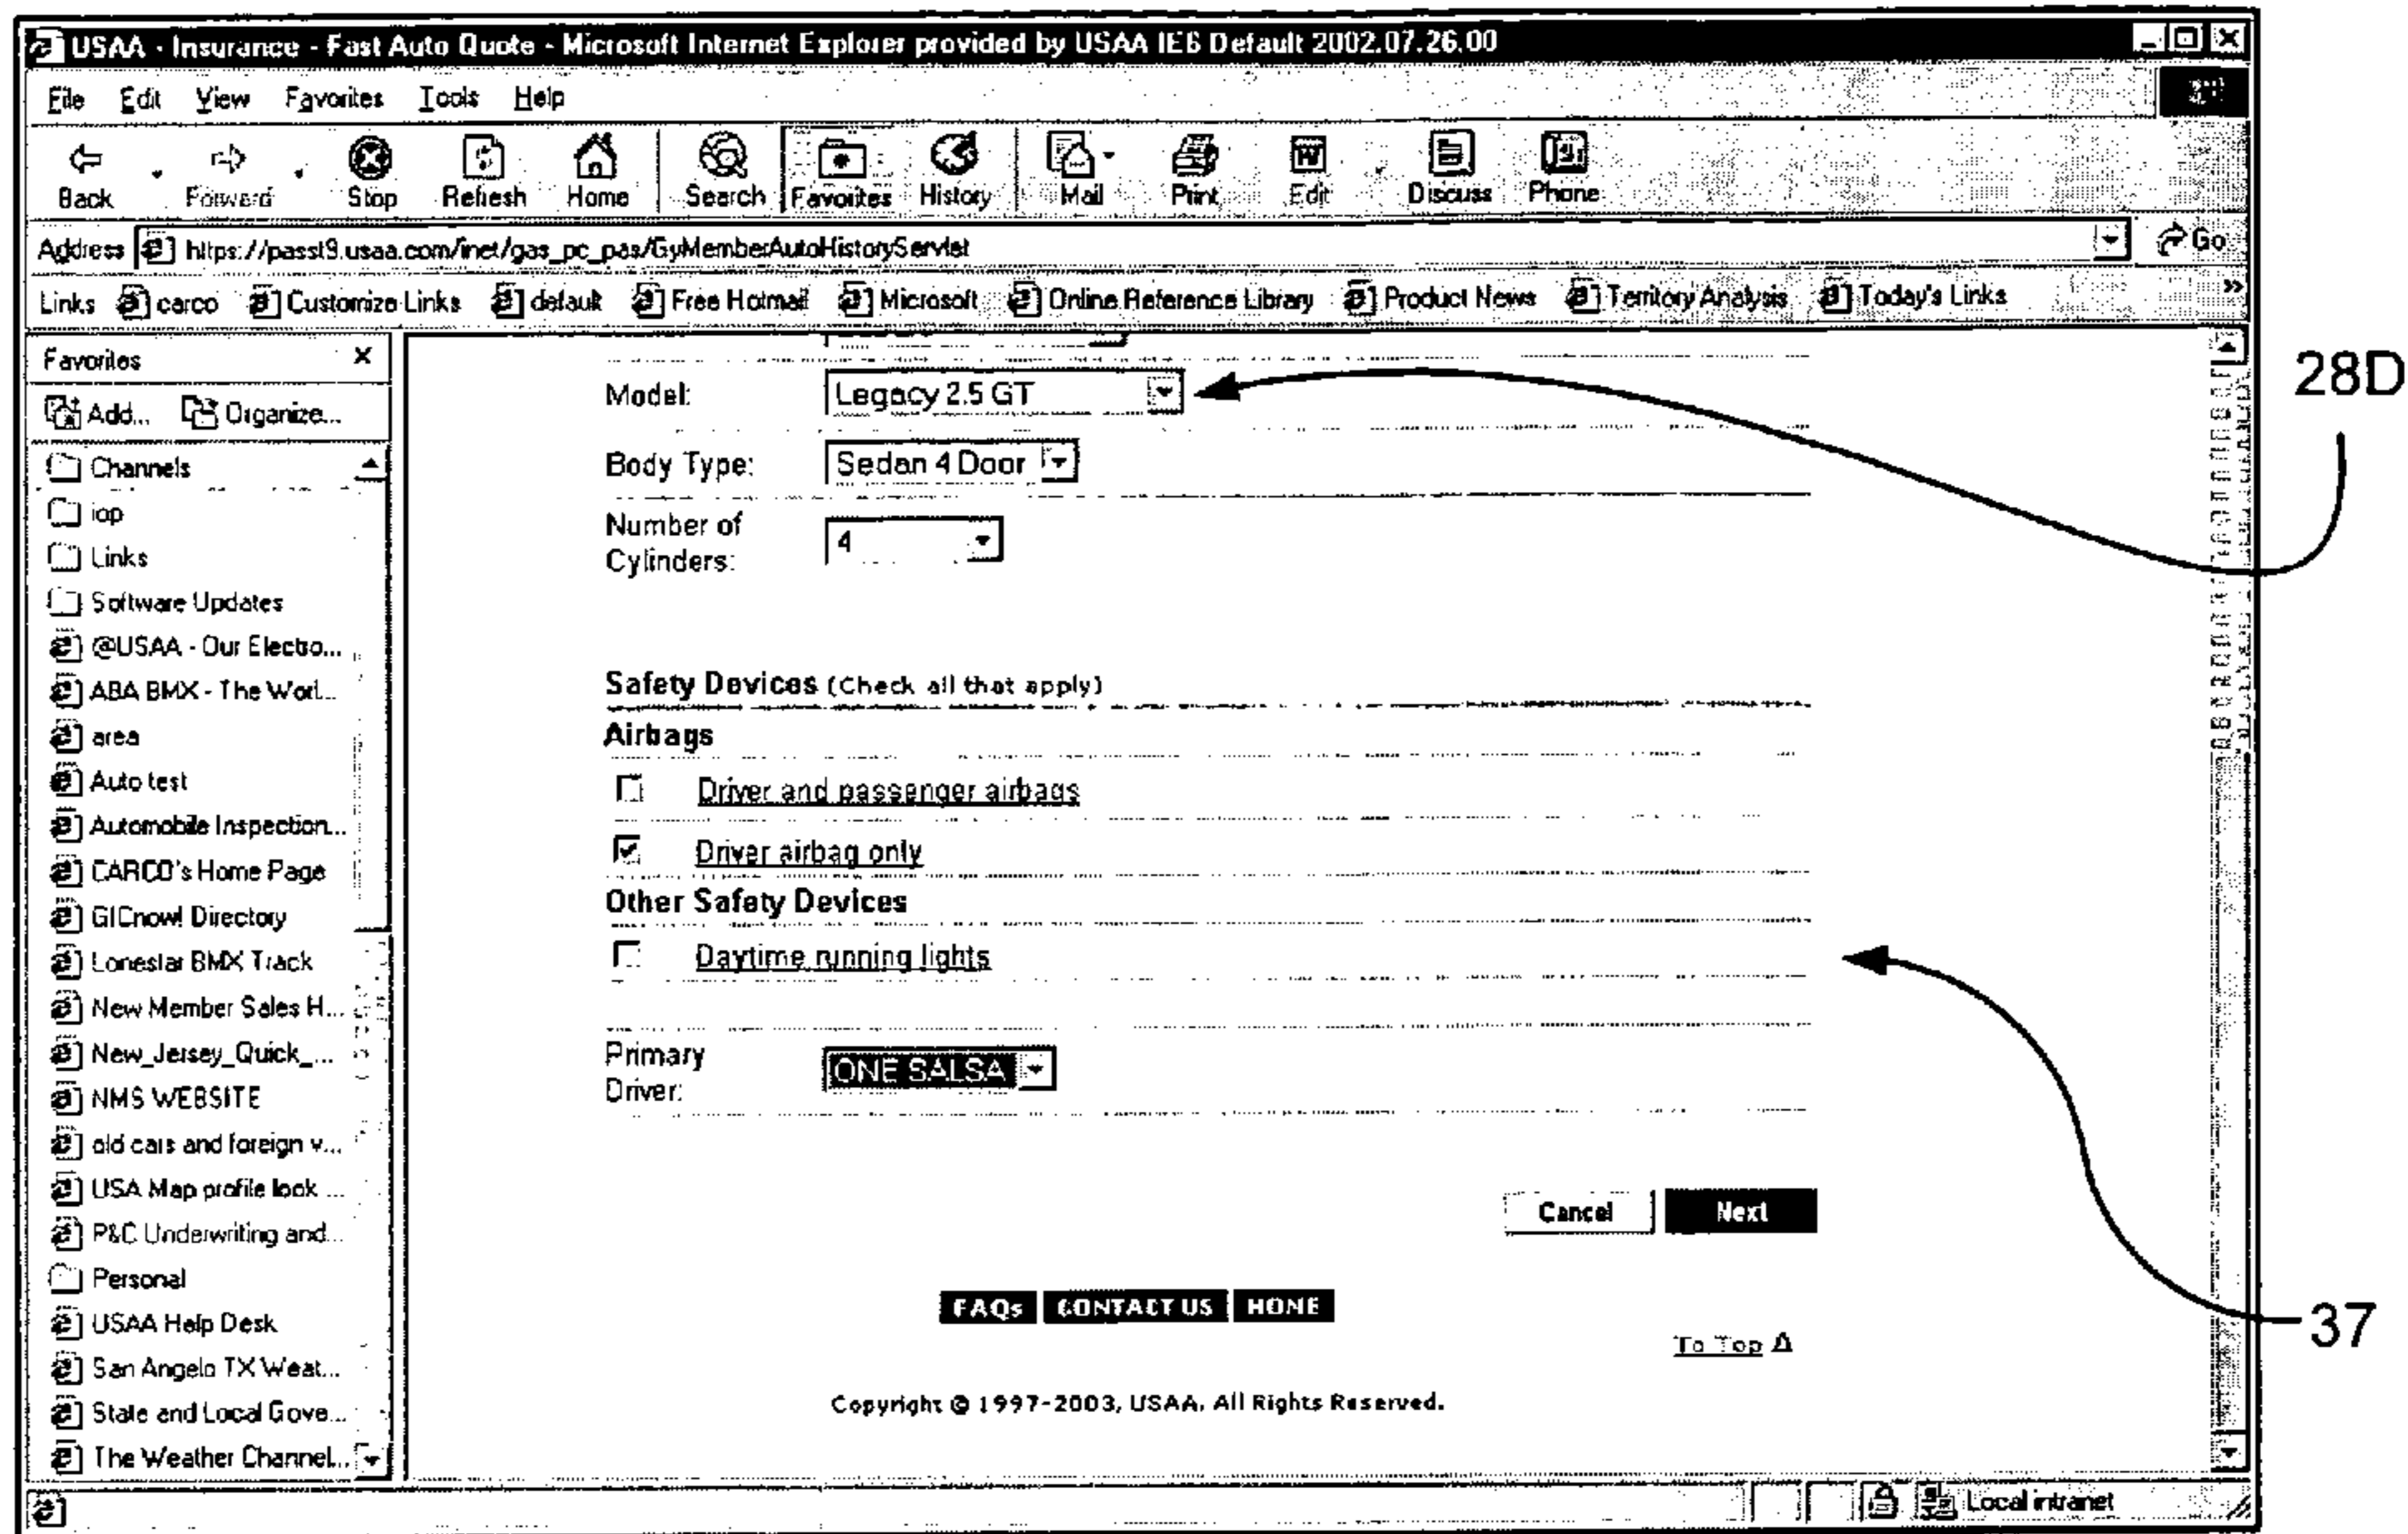 USAA - Insurance - Fast Auto Quote - Microsoft Internet Explorer provided by USAA IE6 Default 2002.07.26.00
File Edit View Favorites Tools Help
Back Forward Stop Refresh Home Search Favorites History Mail Print Edit Discuss Phone
Address https://passt9.usaa.com/inet/gas_pc_pas/GyMemberAutoHistoryServlet Go
Links carco Customize Links default Free Hotmail Microsoft Online Reference Library Product News Territory Analysis Today's Links »
Favorites x
Add... Organize...
Channels
iop
Links
Software Updates
@USAA - Our Electro...
ABA BMX - The Worl...
area
Auto test
Automobile Inspection...
CARCO's Home Page
GICnow! Directory
Lonestar BMX Track
New Member Sales H...
New_Jersey_Quick_...
NMS WEBSITE
old cars and foreign v...
USA Map profile look ...
P&C Underwriting and...
Personal
USAA Help Desk
San Angelo TX Weat...
State and Local Gove...
The Weather Channel...
Model: Legacy 2.5 GT
Body Type: Sedan 4 Door
Number of
Cylinders: 4
Safety Devices (Check all that apply)
Airbags
Driver and passenger airbags
Driver airbag only
Other Safety Devices
Daytime running lights
Primary
Driver: ONE SALSA
Cancel Next
FAQs CONTACT US HOME
To Top
Copyright © 1997-2003, USAA. All Rights Reserved.
Local intranet
28D
37